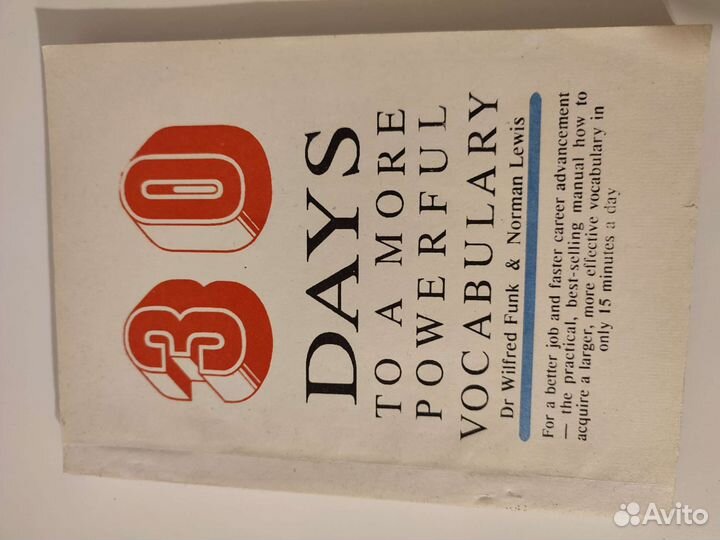 30
DAYS
TO A MORE
POWERFUL
VOCABULARY
Dr Wilfred Funk & Norman Lewis
For a better job and faster career advancement
— the practical, best-selling manual how to
acquire a larger, more effective vocabulary in
only 15 minutes a day
Avito